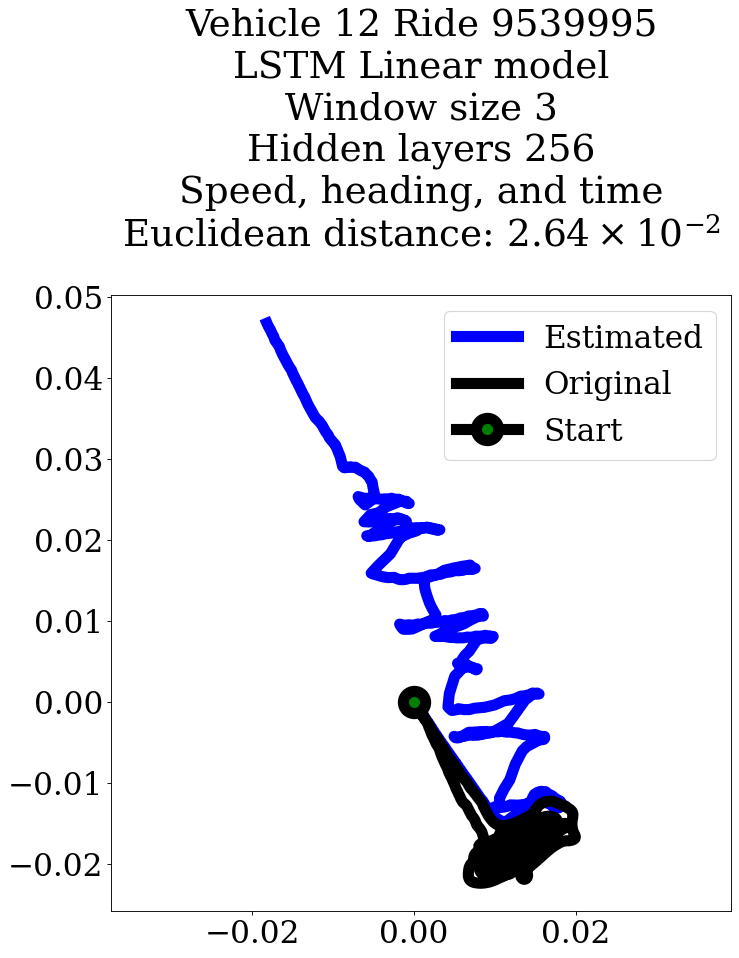 Vehicle 12 Ride 9539995
LSTM Linear model
Window size 3
Hidden layers 256
Speed, heading, and time
Euclidean distance: 2.64 × 10⁻²
0.05
0.04
0.03
0.02
0.01
0.00
−0.01
−0.02
Estimated
Original
Start
−0.02 0.00 0.02